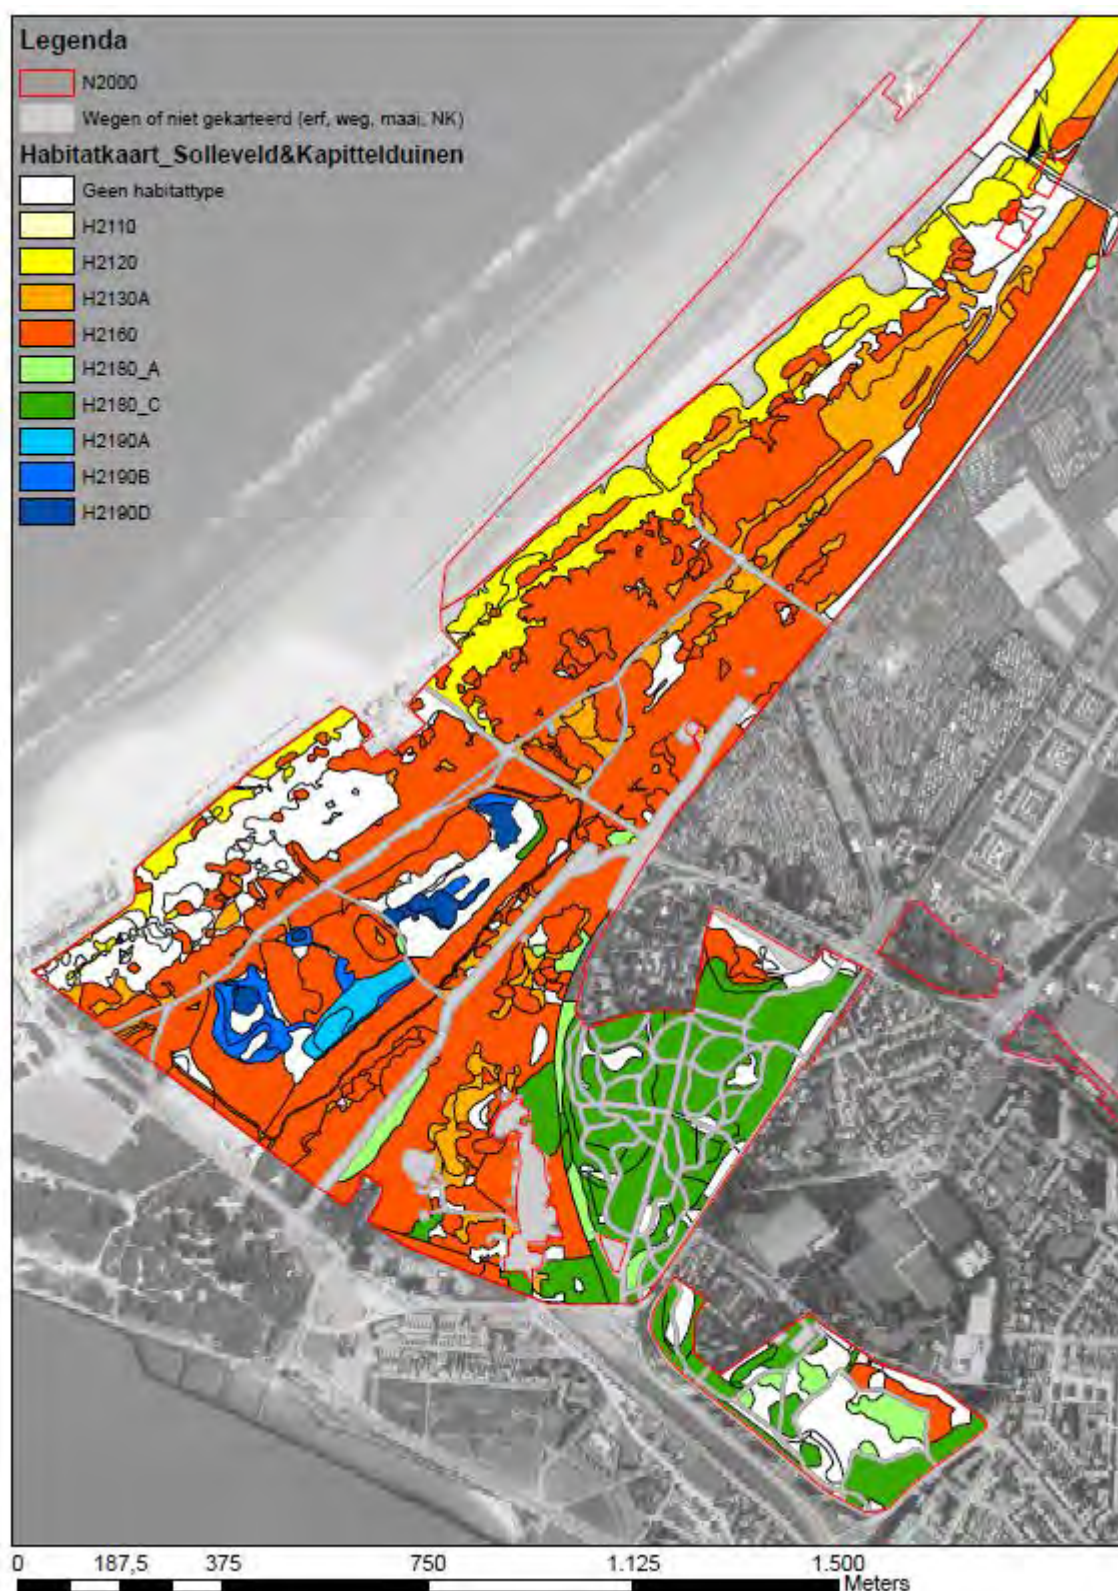 Legenda
N2000
Wegen of niet gekarteerd (erf, weg, maai, NK)
Habitatkaart_Solleveld&Kapittelduinen
Geen habitattype
H2110
H2120
H2130A
H2160
H2180_A
H2180_C
H2190A
H2190B
H2190D
N
0 187,5 375 750 1.125 1.500
Meters